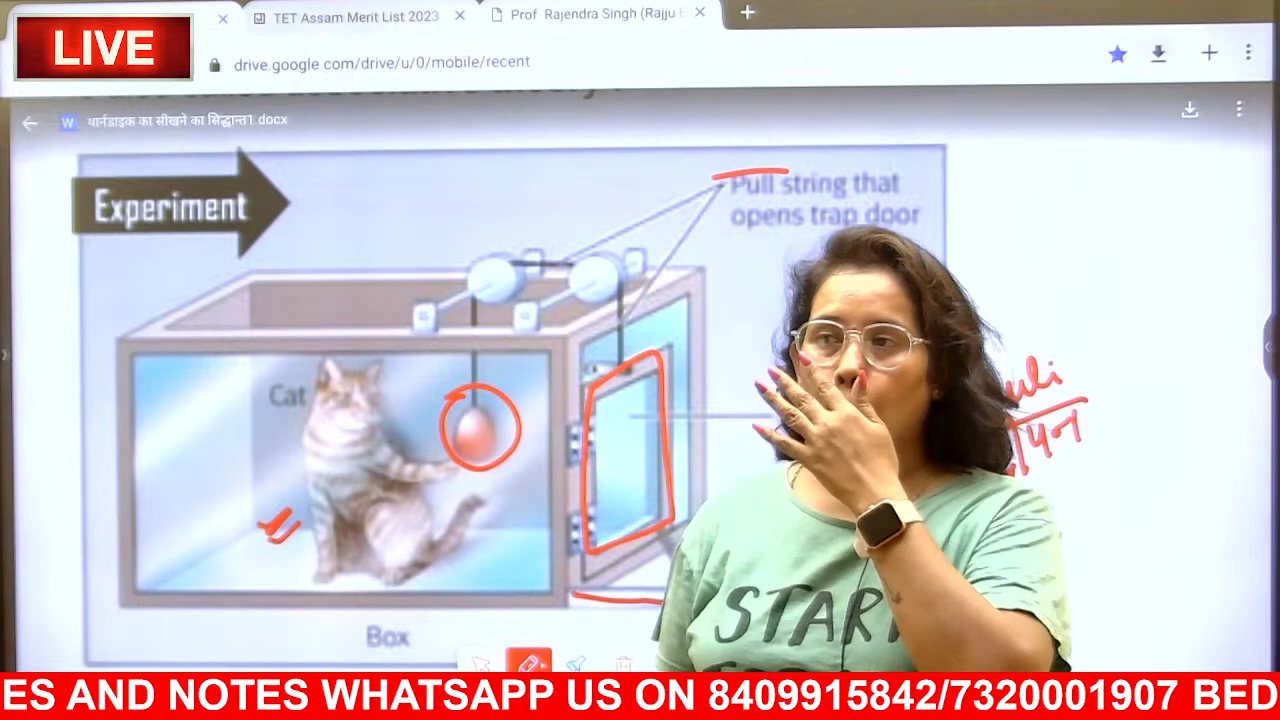 LIVE
TET Assam Merit List 2023
Prof Rajendra Singh (Rajju
drive.google.com/drive/u/0/mobile/recent
थार्नडाइक का सीखने का सिद्धान्त1.docx
Experiment
Pull string that
opens trap door
Cat
Box
START
ES AND NOTES WHATSAPP US ON 8409915842/7320001907 BED